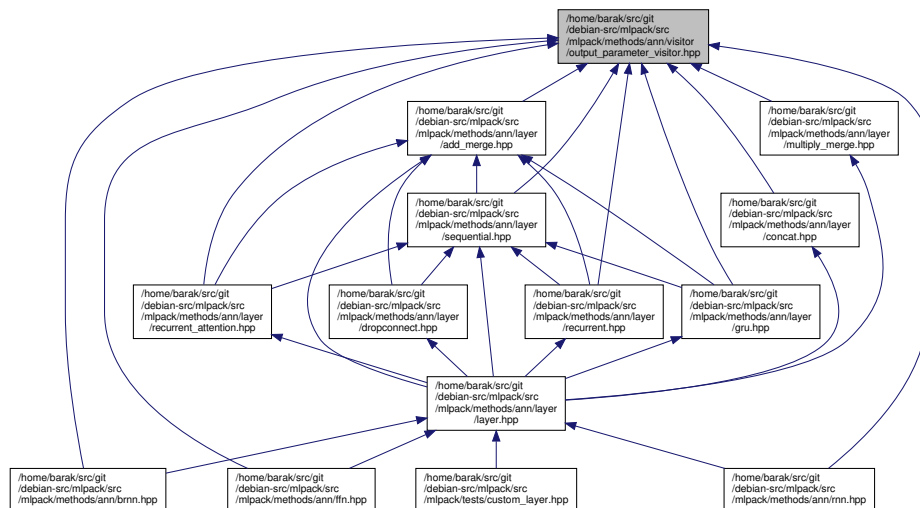 /home/barak/src/git
/debian-src/mlpack/src
/mlpack/methods/ann/visitor
/output_parameter_visitor.hpp
/home/barak/src/git
/debian-src/mlpack/src
/mlpack/methods/ann/layer
/add_merge.hpp
/home/barak/src/git
/debian-src/mlpack/src
/mlpack/methods/ann/layer
/multiply_merge.hpp
/home/barak/src/git
/debian-src/mlpack/src
/mlpack/methods/ann/layer
/sequential.hpp
/home/barak/src/git
/debian-src/mlpack/src
/mlpack/methods/ann/layer
/concat.hpp
/home/barak/src/git
/debian-src/mlpack/src
/mlpack/methods/ann/layer
/recurrent_attention.hpp
/home/barak/src/git
/debian-src/mlpack/src
/mlpack/methods/ann/layer
/dropconnect.hpp
/home/barak/src/git
/debian-src/mlpack/src
/mlpack/methods/ann/layer
/recurrent.hpp
/home/barak/src/git
/debian-src/mlpack/src
/mlpack/methods/ann/layer
/gru.hpp
/home/barak/src/git
/debian-src/mlpack/src
/mlpack/methods/ann/layer
/layer.hpp
/home/barak/src/git
/debian-src/mlpack/src
/mlpack/methods/ann/brnn.hpp
/home/barak/src/git
/debian-src/mlpack/src
/mlpack/methods/ann/ffn.hpp
/home/barak/src/git
/debian-src/mlpack/src
/mlpack/tests/custom_layer.hpp
/home/barak/src/git
/debian-src/mlpack/src
/mlpack/methods/ann/rnn.hpp